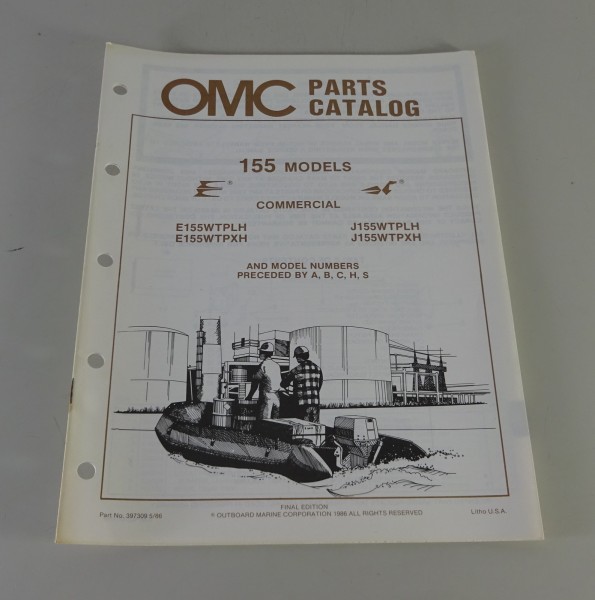 OMC PARTS CATALOG
155 MODELS
COMMERCIAL
E155WTPLH J155WTPLH
E155WTPXH J155WTPXH
AND MODEL NUMBERS
PRECEDED BY A, B, C, H, S
FINAL EDITION
Part No. 397309 5/86 © OUTBOARD MARINE CORPORATION 1986 ALL RIGHTS RESERVED Litho U.S.A.